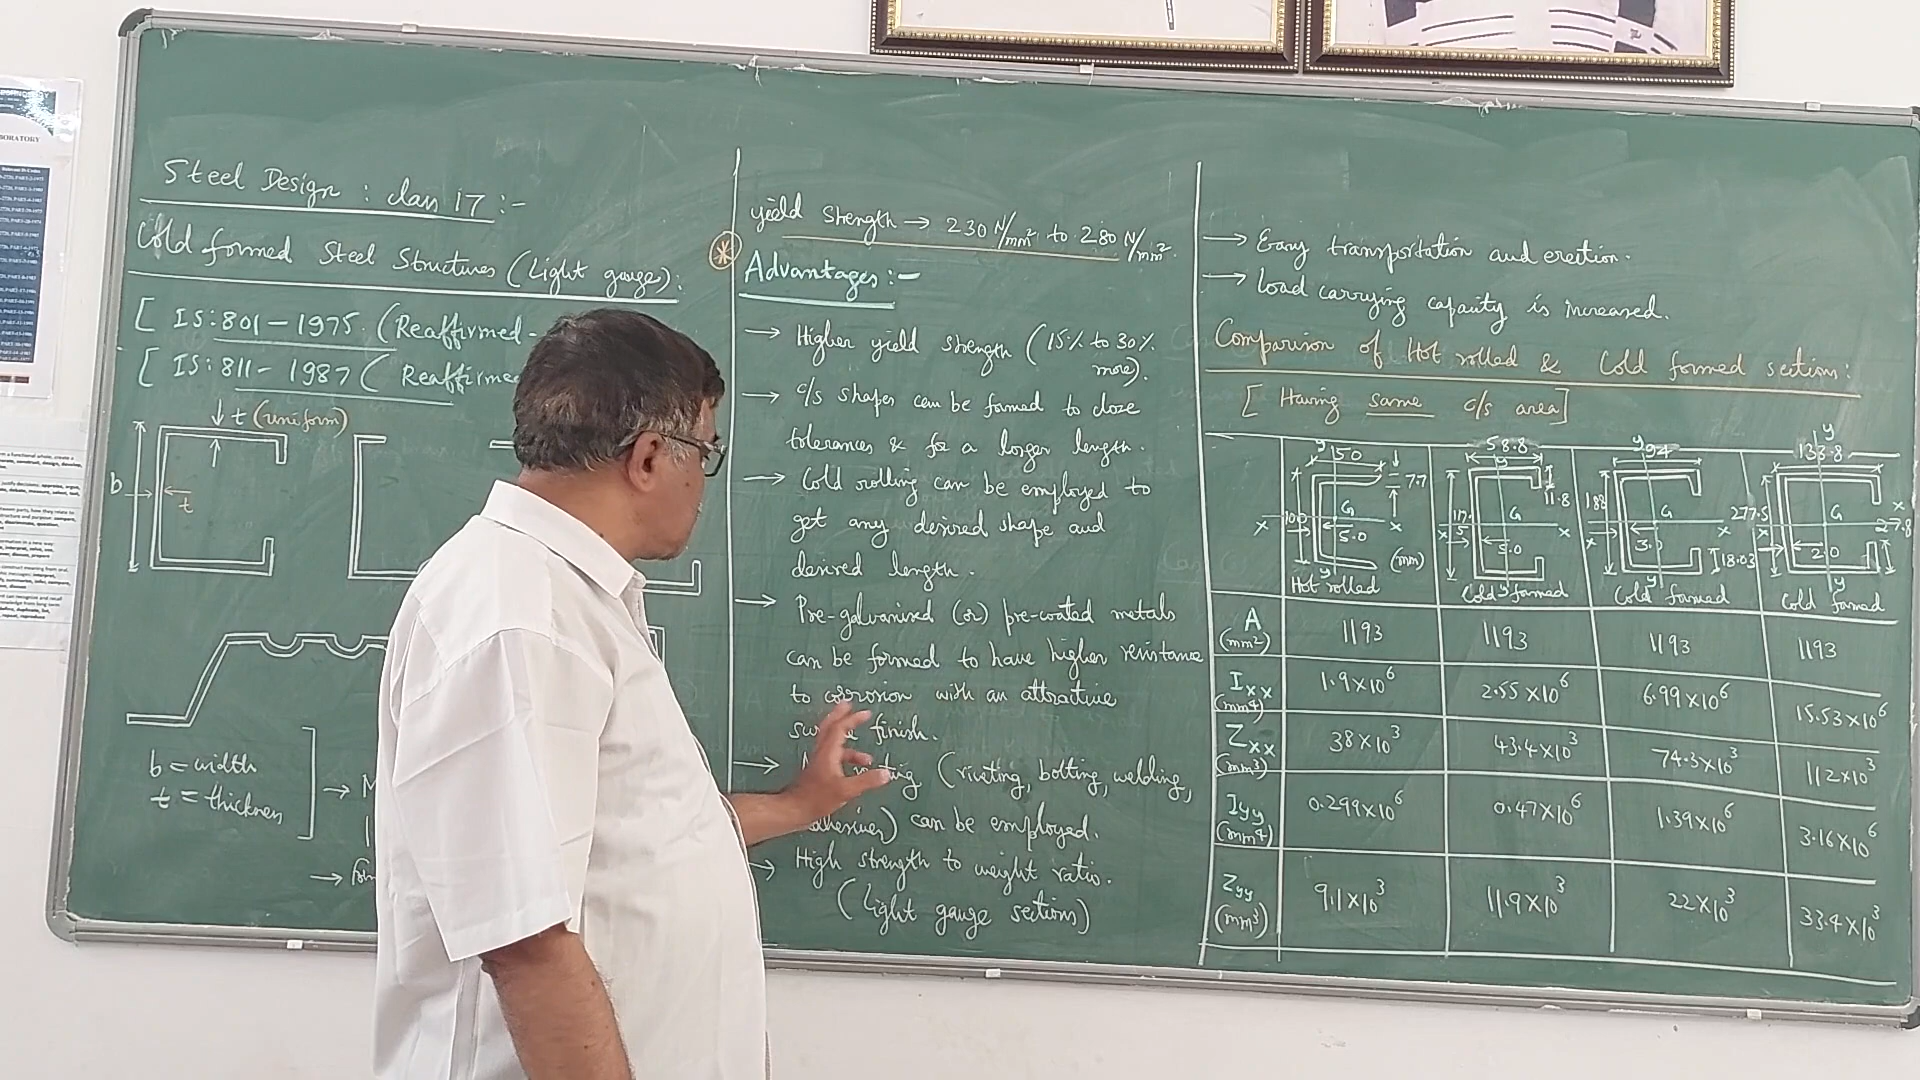 Steel Design : class 17 :-
Cold formed Steel Structures (Light gauge):
[ IS:801-1975 (Reaffirmed-
[ IS:811-1987 ( Reaffirmed
t (uniform)
b
t
b = width
t = thickness
yield strength → 230 N/mm² to 280 N/mm².
* Advantages:-
→ Higher yield strength (15% to 30% more).
→ c/s shapes can be formed to close
tolerances & for a longer length.
→ Cold rolling can be employed to
get any desired shape and
desired length.
→ Pre-galvanised (or) pre-coated metals
can be formed to have higher resistance
to corrosion with an attractive
finish.
→ (riveting, bolting, welding,
can be employed.
→ High strength to weight ratio.
(Light gauge sections)
→ Easy transportation and erection.
→ Load carrying capacity is increased.
Comparison of Hot rolled & Cold formed sections:
[ Having same c/s area]
y 150 7.7 100 G x x 5.0 y (mm) Hot rolled
58.8 y 11.8 117.5 G x x 5.0 y Cold formed
y 94 188 G x x 3.0 18.03 y Cold formed
y 133.8 277.5 G x x 27.8 2.0 y Cold formed
A (mm²) 1193 1193 1193 1193
Ixx (mm⁴) 1.9×10⁶ 2.55×10⁶ 6.99×10⁶ 15.53×10⁶
Zxx (mm³) 38×10³ 43.4×10³ 74.3×10³ 112×10³
Iyy (mm⁴) 0.299×10⁶ 0.47×10⁶ 1.39×10⁶ 3.16×10⁶
Zyy (mm³) 9.1×10³ 11.9×10³ 22×10³ 33.4×10³